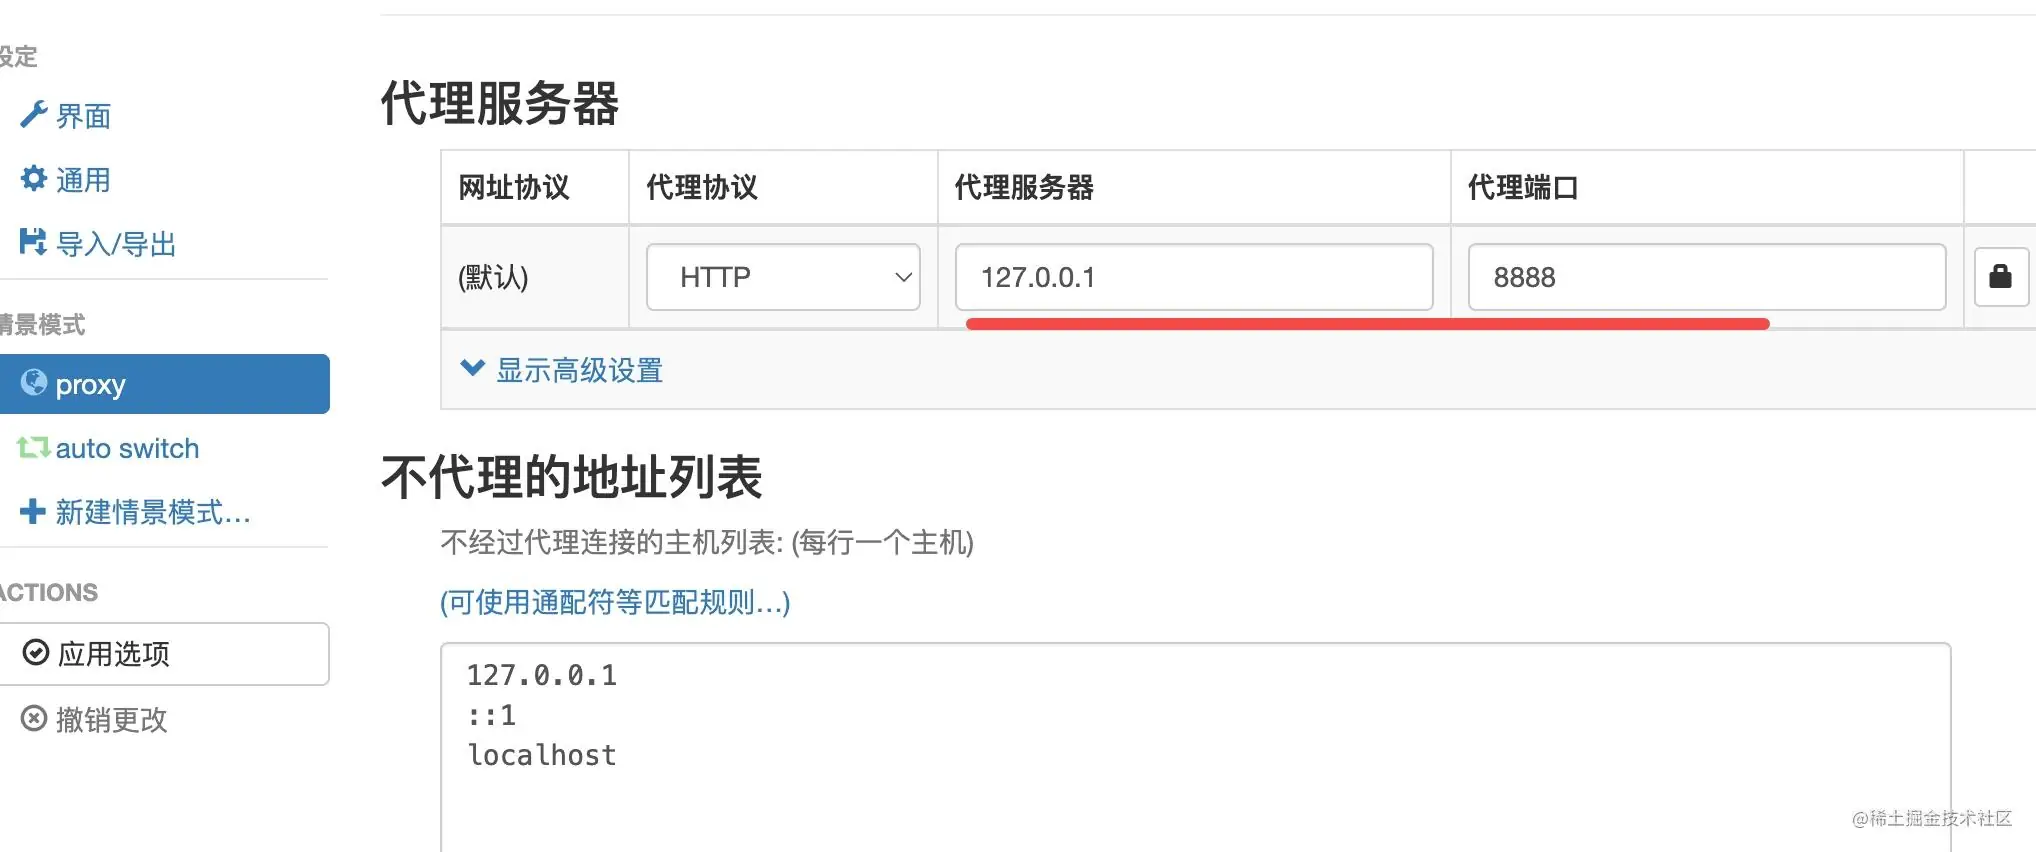 设定
界面
通用
导入/导出
情景模式
proxy
auto switch
新建情景模式...
ACTIONS
应用选项
撤销更改
代理服务器
网址协议 代理协议 代理服务器 代理端口
(默认) HTTP 127.0.0.1 8888
显示高级设置
不代理的地址列表
不经过代理连接的主机列表: (每行一个主机)
(可使用通配符等匹配规则...)
127.0.0.1
::1
localhost
@稀土掘金技术社区